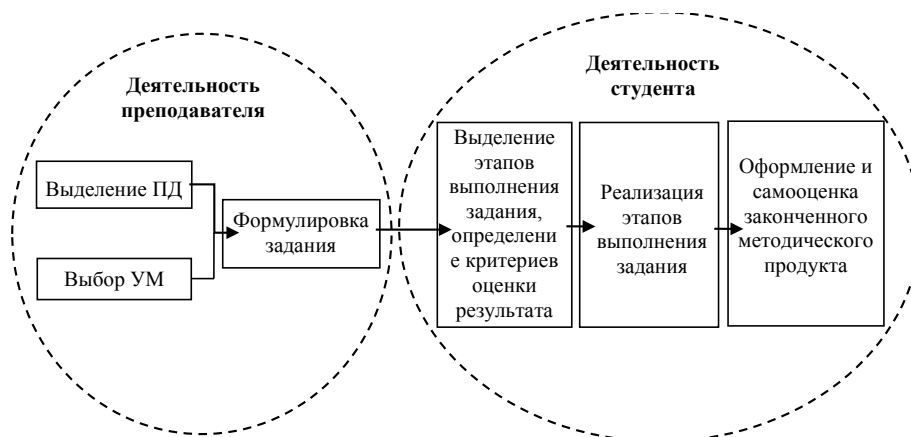 Деятельность
преподавателя
Выделение ПД
Выбор УМ
Формулировка
задания
Деятельность
студента
Выделение
этапов
выполнения
задания,
определени
е критериев
оценки
результата
Реализация
этапов
выполнения
задания
Оформление и
самооценка
законченного
методического
продукта